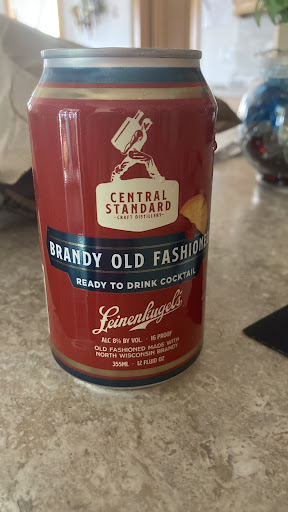 CENTRAL
STANDARD
-CRAFT DISTILLERY-
BRANDY OLD FASHIONED
READY TO DRINK COCKTAIL
Leinenkugel's
ALC 8% BY VOL · 16 PROOF
OLD FASHIONED MADE WITH
NORTH WISCONSIN BRANDY
355ML · 12 FLUID OZ